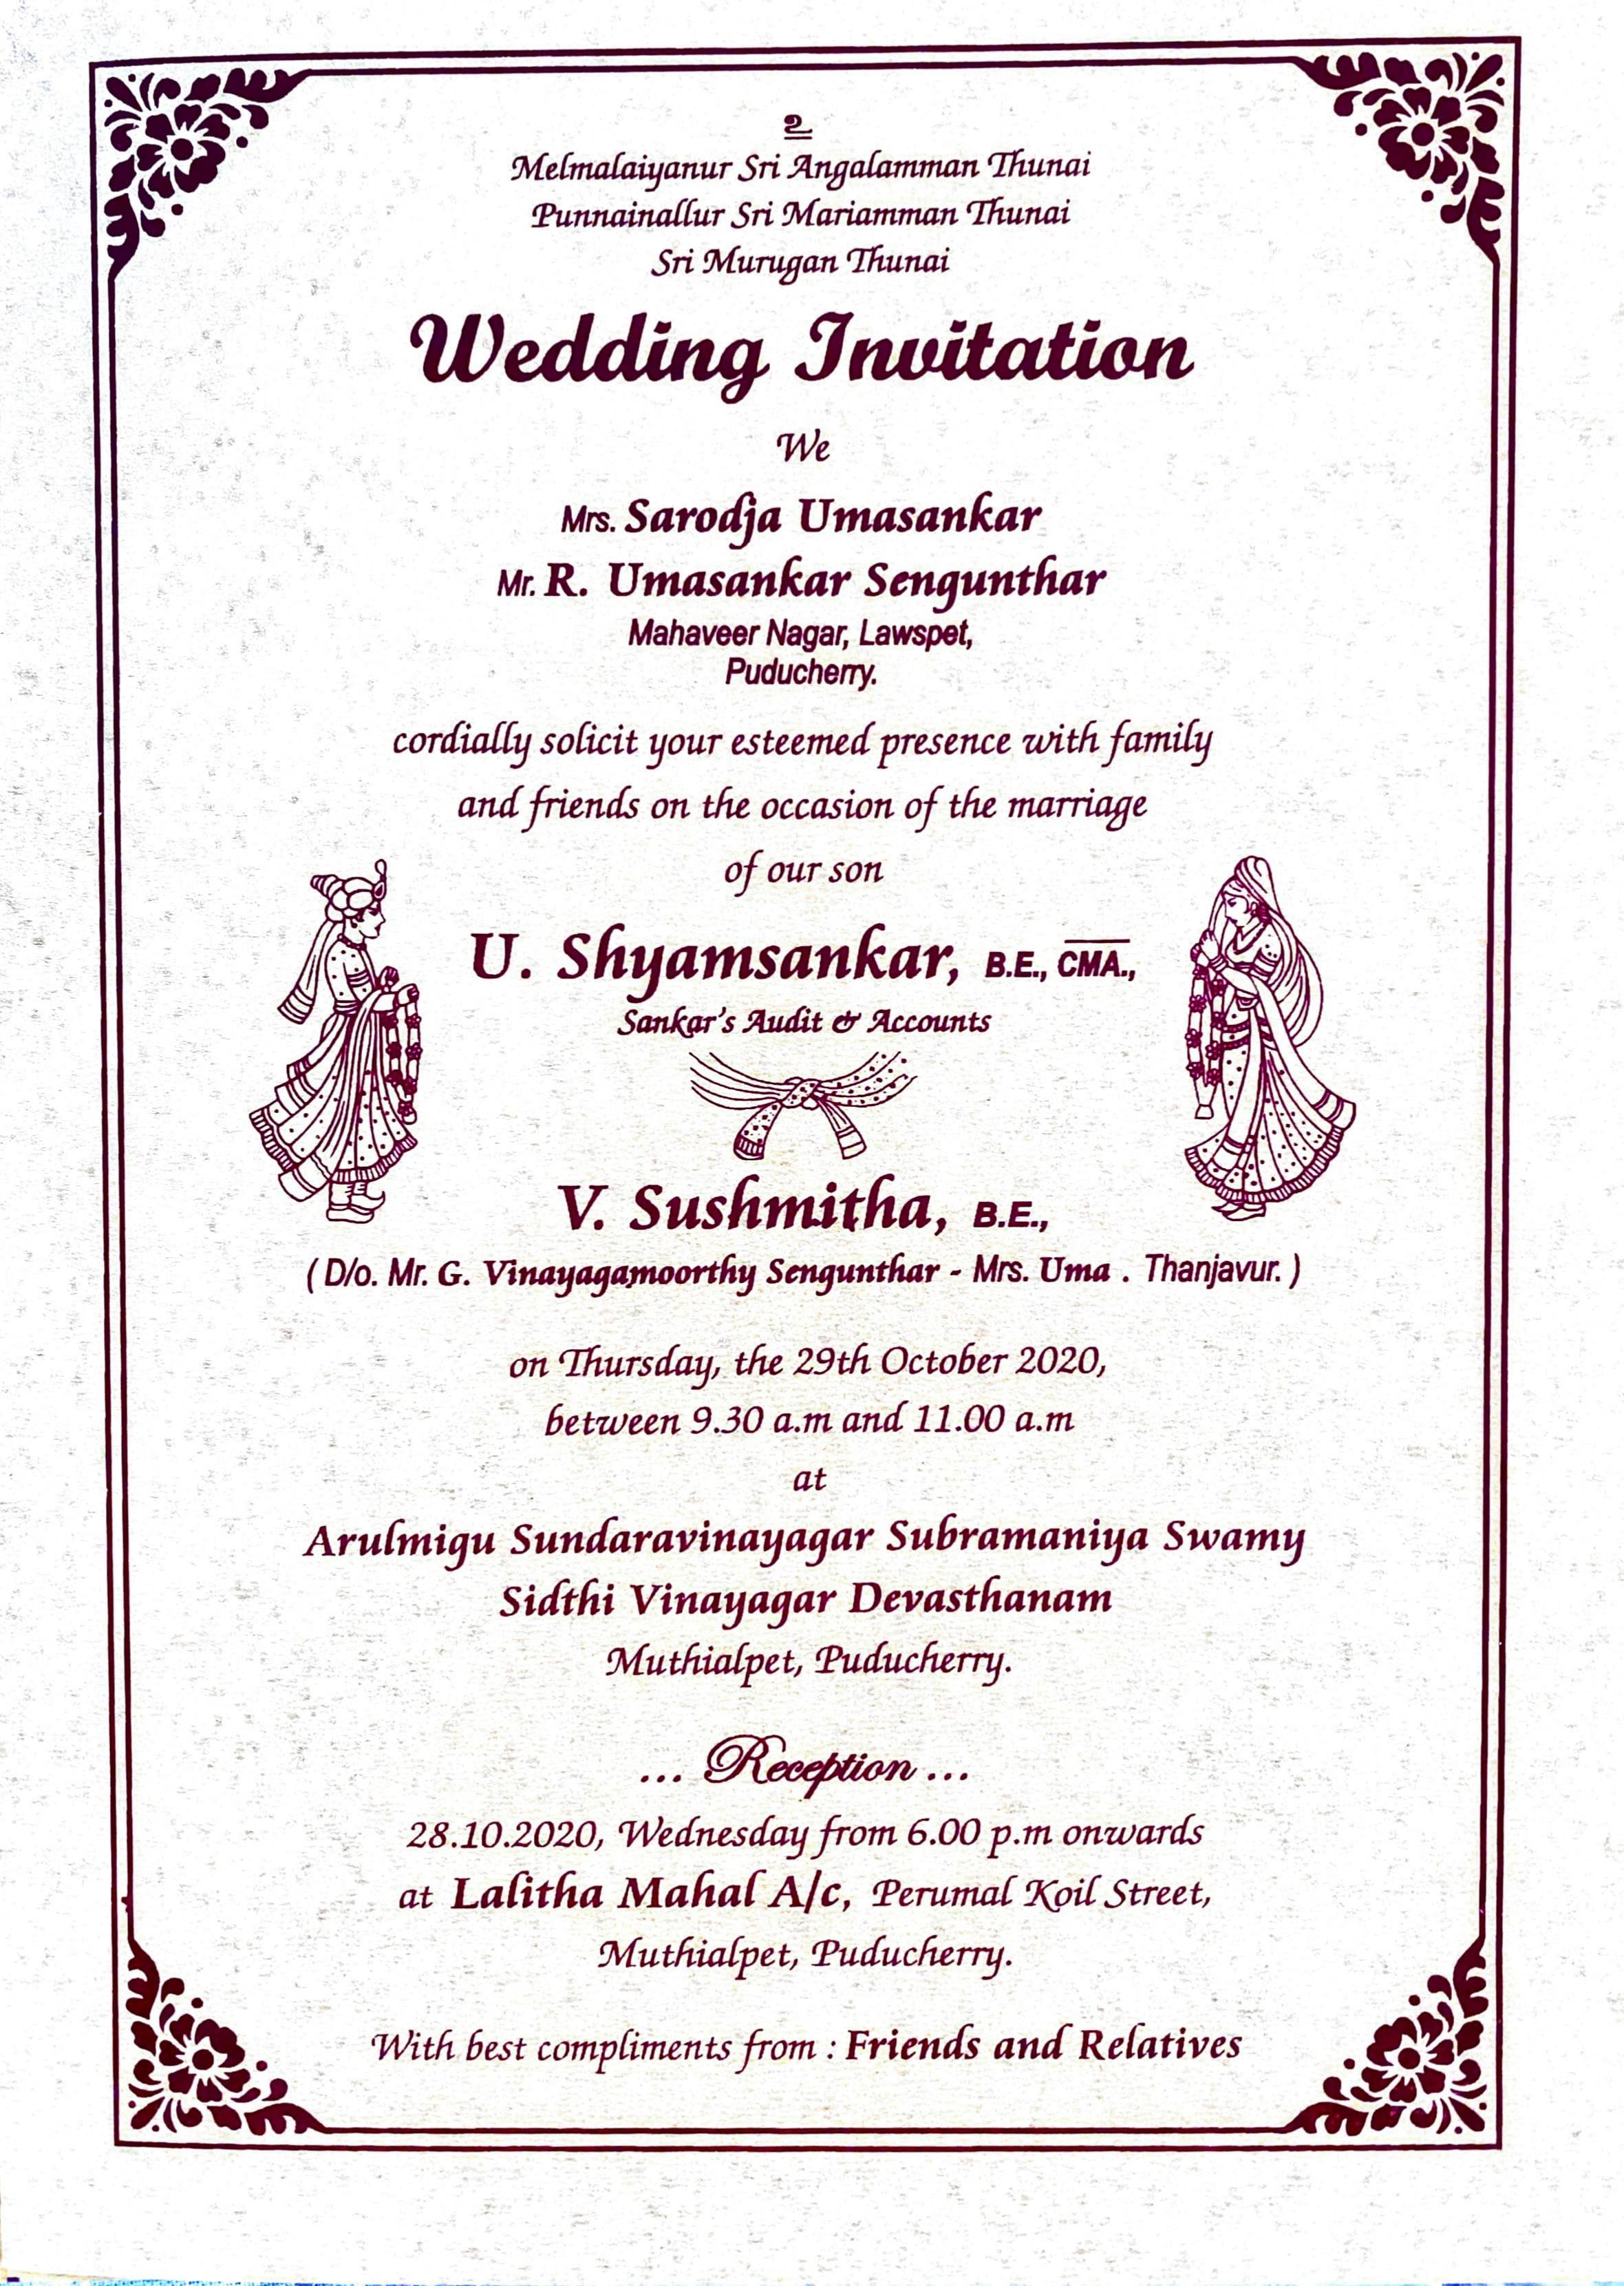 உ
Melmalaiyanur Sri Angalamman Thunai
Punnainallur Sri Mariamman Thunai
Sri Murugan Thunai
Wedding Invitation
We
Mrs. Sarodja Umasankar
Mr. R. Umasankar Sengunthar
Mahaveer Nagar, Lawspet,
Puducherry.
cordially solicit your esteemed presence with family
and friends on the occasion of the marriage
of our son
U. Shyamsankar, B.E., CMA.,
Sankar's Audit & Accounts
V. Sushmitha, B.E.,
( D/o. Mr. G. Vinayagamoorthy Sengunthar - Mrs. Uma . Thanjavur. )
on Thursday, the 29th October 2020,
between 9.30 a.m and 11.00 a.m
at
Arulmigu Sundaravinayagar Subramaniya Swamy
Sidthi Vinayagar Devasthanam
Muthialpet, Puducherry.
... Reception ...
28.10.2020, Wednesday from 6.00 p.m onwards
at Lalitha Mahal A/c, Perumal Koil Street,
Muthialpet, Puducherry.
With best compliments from : Friends and Relatives